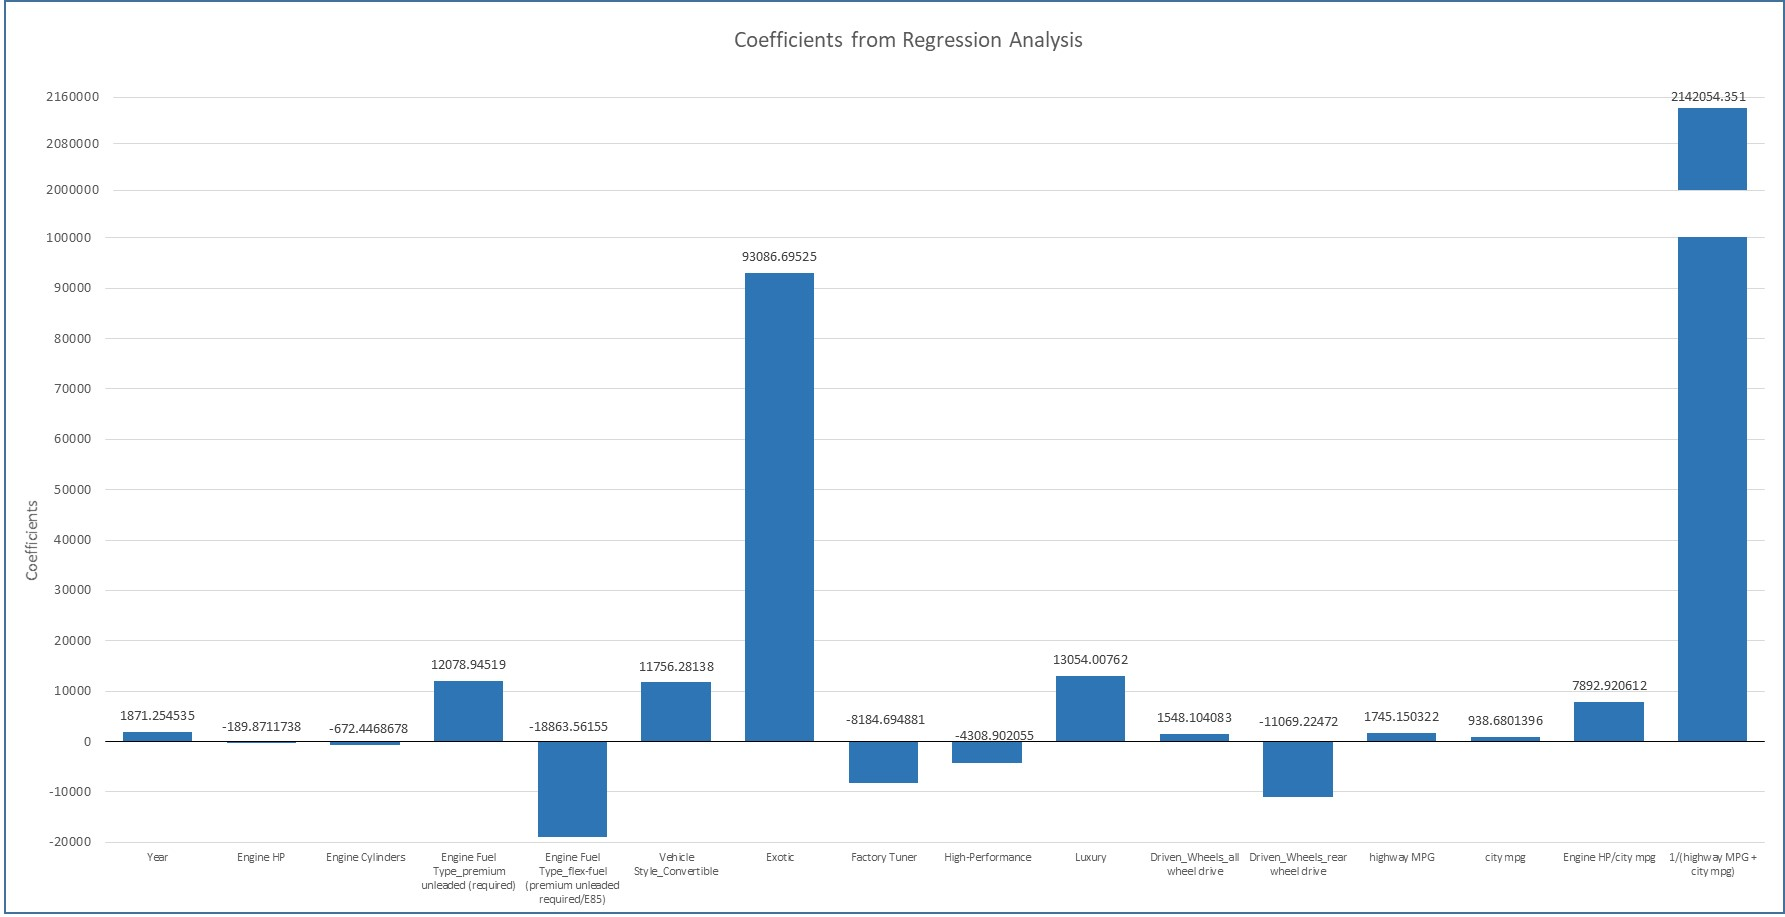 Coefficients from Regression Analysis
2160000
2080000
2000000
100000
90000
80000
70000
60000
50000
40000
30000
20000
10000
0
-10000
-20000
Coefficients
1871.254535
-189.8711738
-672.4468678
12078.94519
-18863.56155
11756.28138
93086.69525
-8184.694881
-4308.902055
13054.00762
1548.104083
-11069.22472
1745.150322
938.6801396
7892.920612
2142054.351
Year
Engine HP
Engine Cylinders
Engine Fuel
Type_premium
unleaded (required)
Engine Fuel
Type_flex-fuel
(premium unleaded
required/E85)
Vehicle
Style_Convertible
Exotic
Factory Tuner
High-Performance
Luxury
Driven_Wheels_all
wheel drive
Driven_Wheels_rear
wheel drive
highway MPG
city mpg
Engine HP/city mpg
1/(highway MPG +
city mpg)